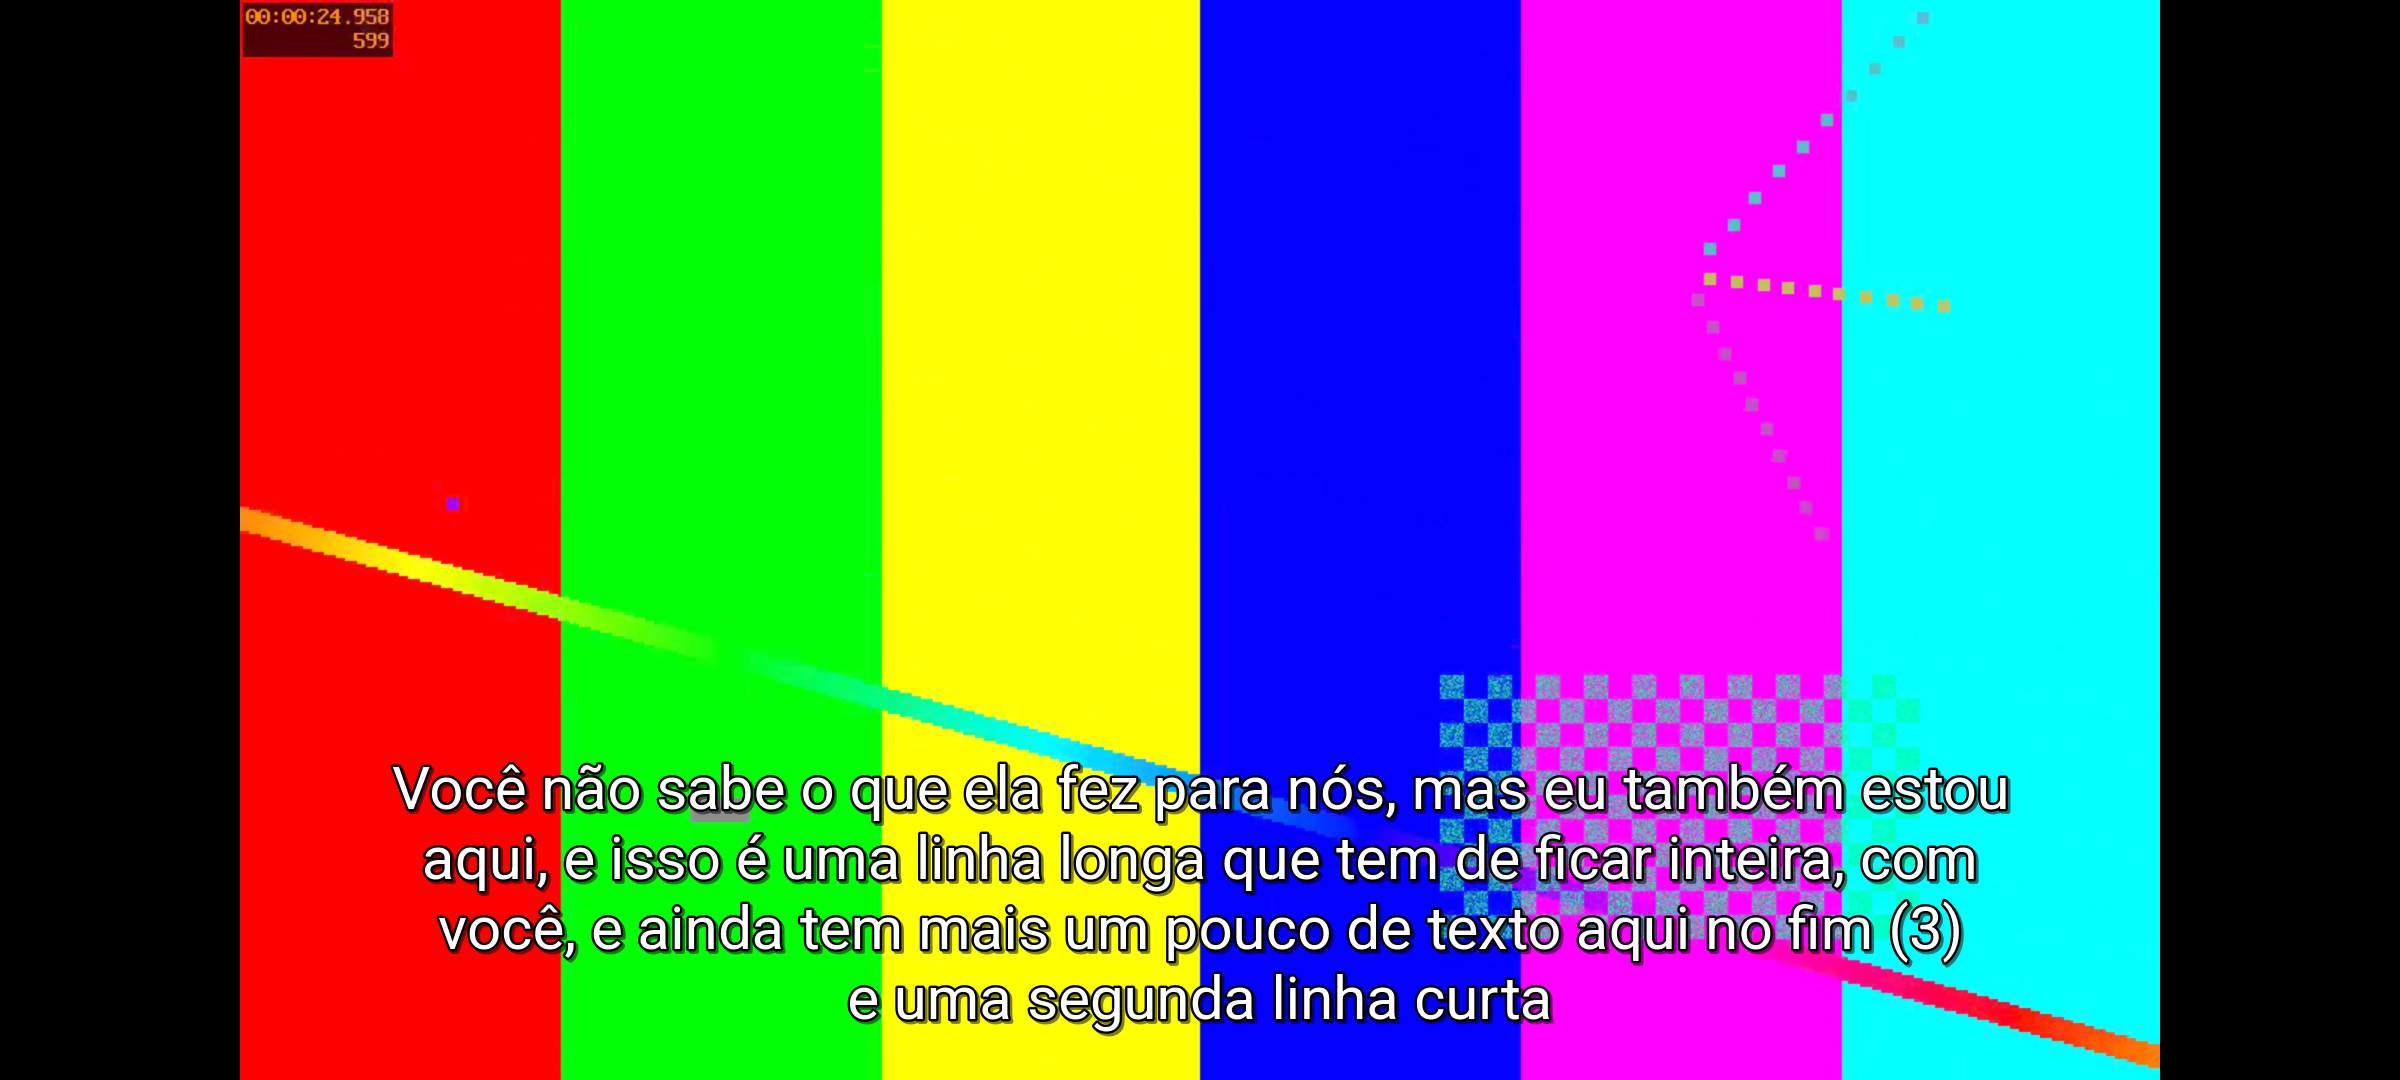 00:00:24.958
599
Você não sabe o que ela fez para nós, mas eu também estou
aqui, e isso é uma linha longa que tem de ficar inteira, com
você, e ainda tem mais um pouco de texto aqui no fim (3)
e uma segunda linha curta